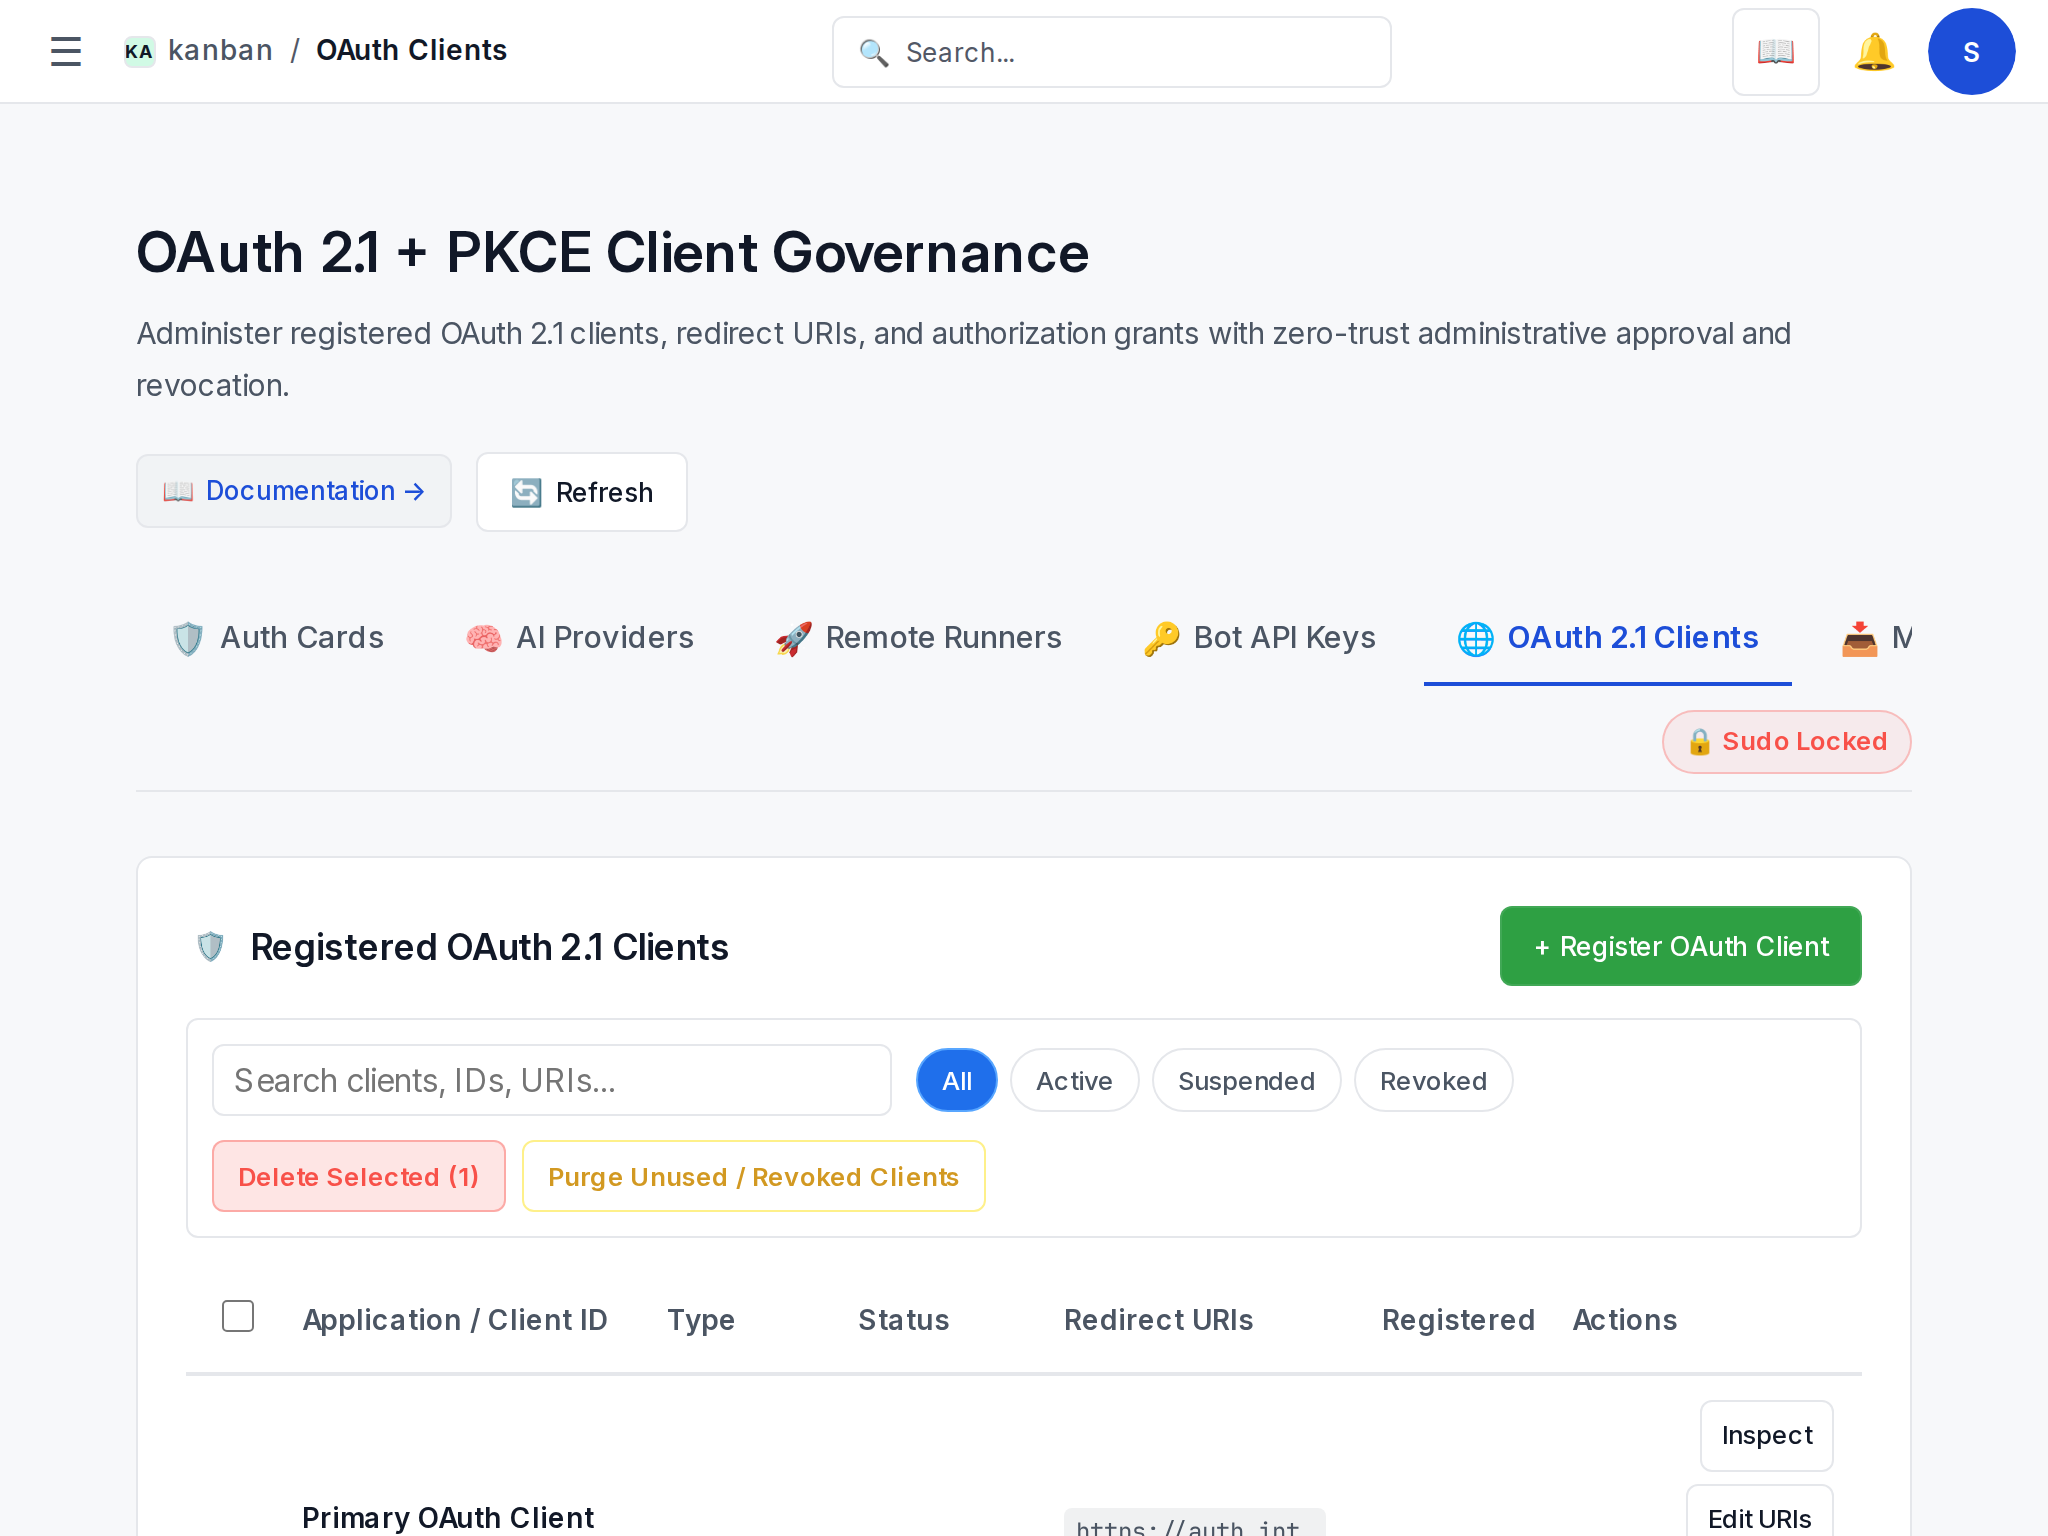 KA kanban / OAuth Clients
Search...
S
OAuth 2.1 + PKCE Client Governance
Administer registered OAuth 2.1 clients, redirect URIs, and authorization grants with zero-trust administrative approval and
revocation.
Documentation →
Refresh
Auth Cards
AI Providers
Remote Runners
Bot API Keys
OAuth 2.1 Clients
Sudo Locked
Registered OAuth 2.1 Clients
+ Register OAuth Client
Search clients, IDs, URIs...
All
Active
Suspended
Revoked
Delete Selected (1)
Purge Unused / Revoked Clients
Application / Client ID
Type
Status
Redirect URIs
Registered
Actions
Inspect
Primary OAuth Client
https://auth.int
Edit URIs